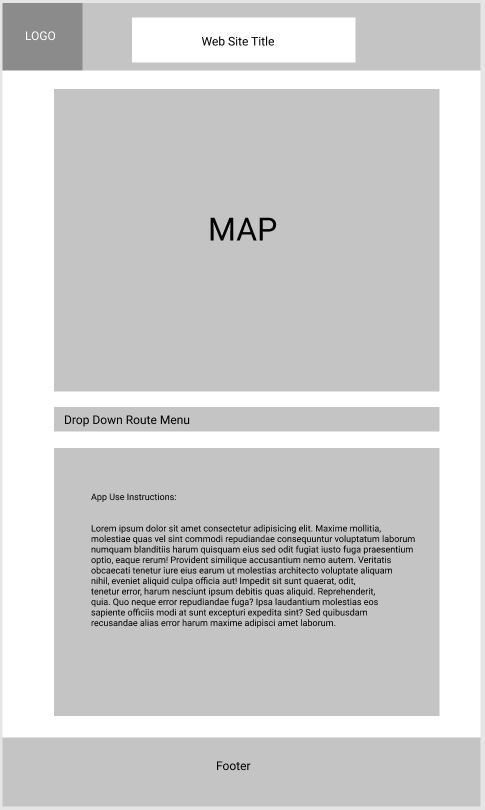 LOGO
Web Site Title
MAP
Drop Down Route Menu
App Use Instructions:
Lorem ipsum dolor sit amet consectetur adipisicing elit. Maxime mollitia,
molestiae quas vel sint commodi repudiandae consequuntur voluptatum laborum
numquam blanditiis harum quisquam eius sed odit fugiat iusto fuga praesentium
optio, eaque rerum! Provident similique accusantium nemo autem. Veritatis
obcaecati tenetur iure eius earum ut molestias architecto voluptate aliquam
nihil, eveniet aliquid culpa officia aut! Impedit sit sunt quaerat, odit,
tenetur error, harum nesciunt ipsum debitis quas aliquid. Reprehenderit,
quia. Quo neque error repudiandae fuga? Ipsa laudantium molestias eos
sapiente officiis modi at sunt excepturi expedita sint? Sed quibusdam
recusandae alias error harum maxime adipisci amet laborum.
Footer